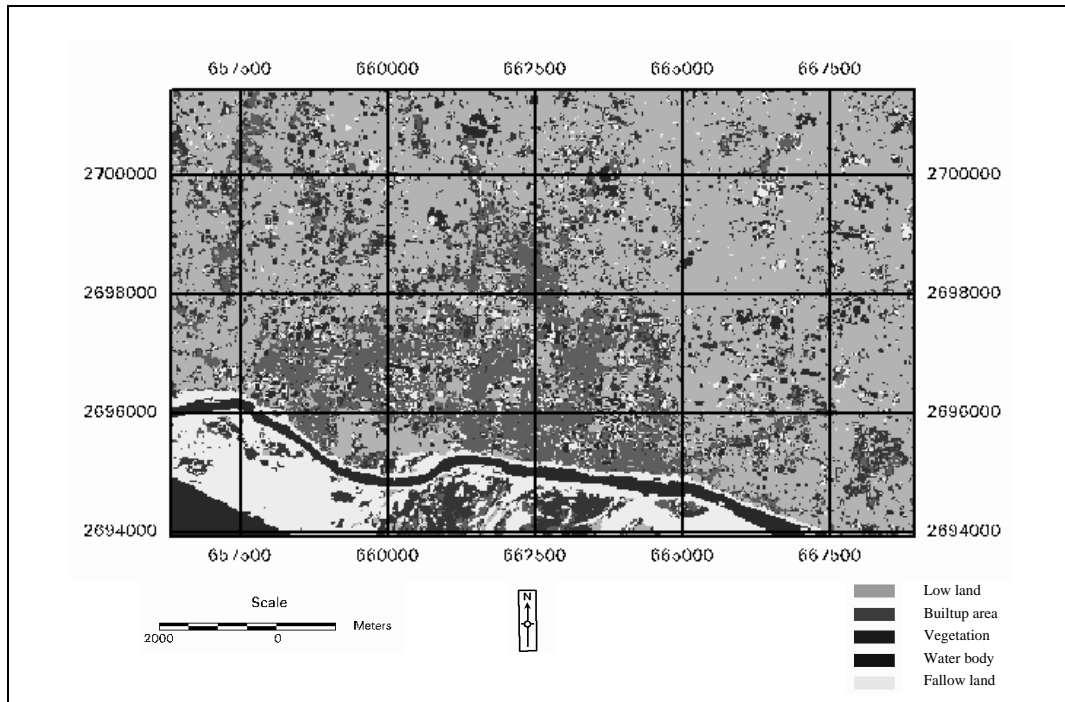 657500 660000 662500 665000 667500
2700000 2700000
2698000 2698000
2696000 2696000
2694000 2694000
657500 660000 662500 665000 667500
Scale
Meters
2000 0
N
Low land
Builtup area
Vegetation
Water body
Fallow land